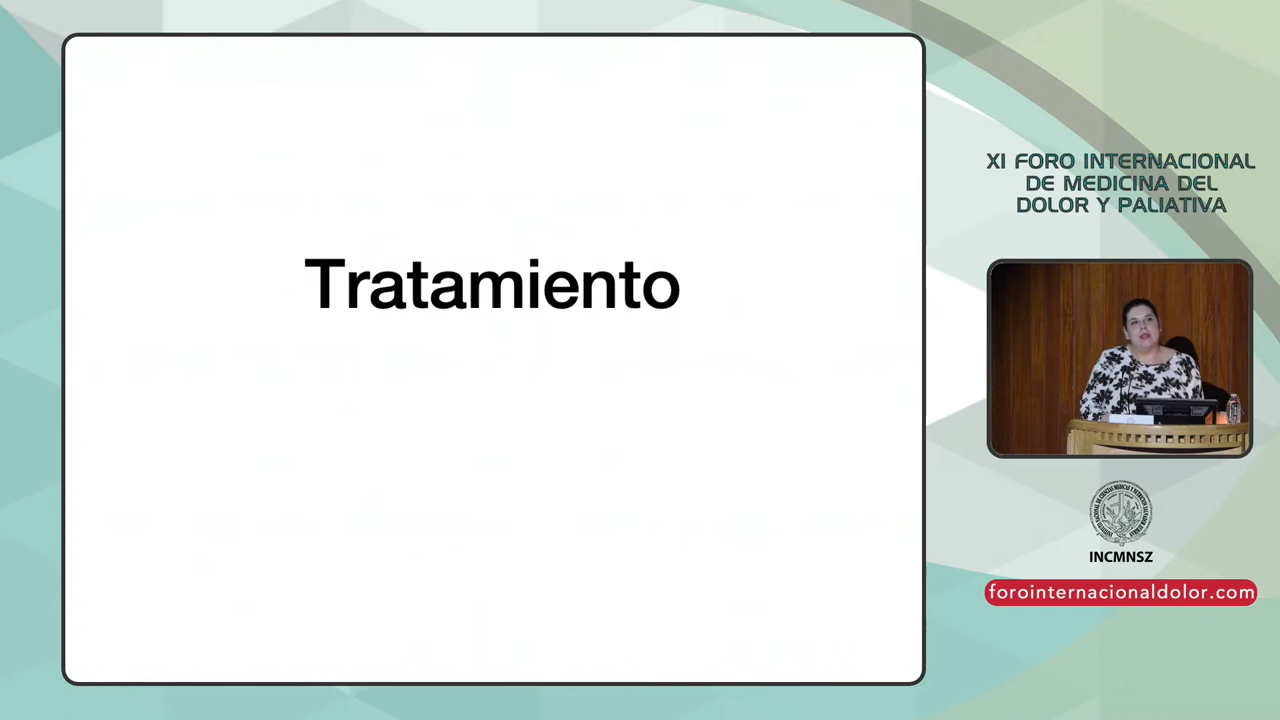 Tratamiento
XI FORO INTERNACIONAL
DE MEDICINA DEL
DOLOR Y PALIATIVA
INCMNSZ
forointernacionaldolor.com